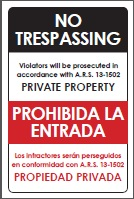 NO
TRESPASSING
Violators will be prosecuted in
accordance with A.R.S. 13-1502
PRIVATE PROPERTY
PROHIBIDA LA
ENTRADA
Los infractores serán perseguidos
en conformidad con A.R.S. 13-1502
PROPIEDAD PRIVADA